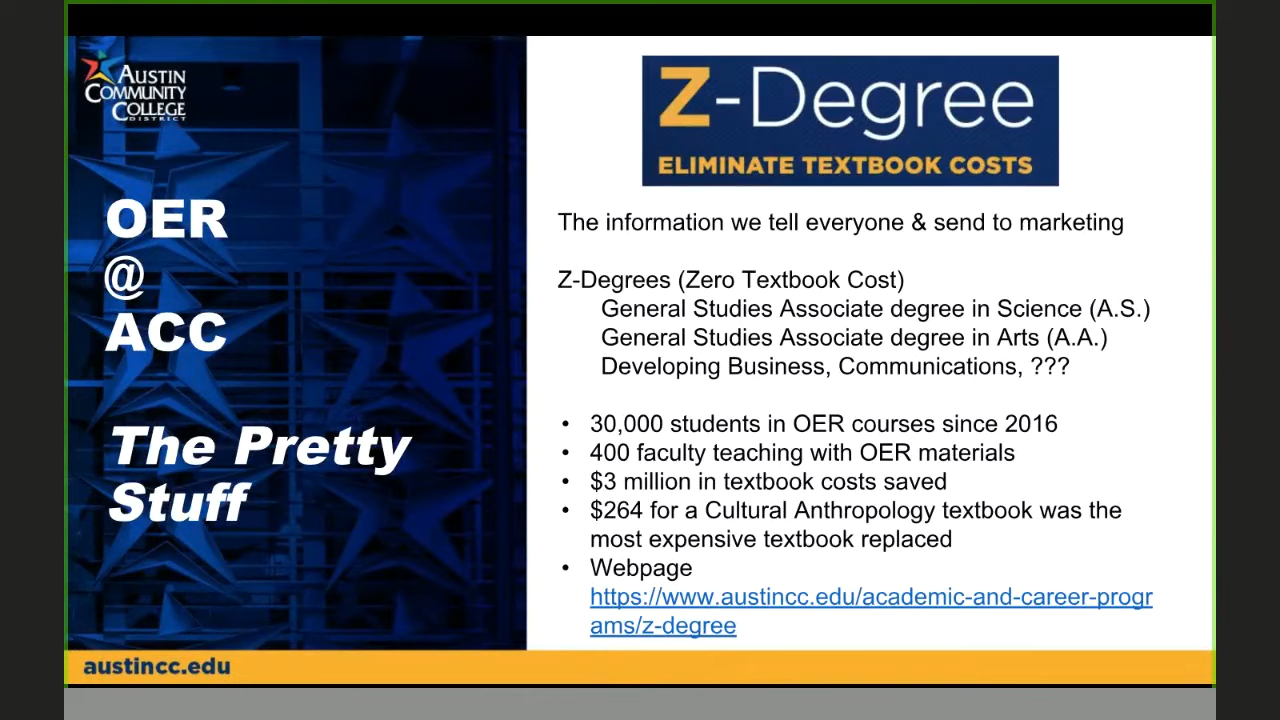 AUSTIN
COMMUNITY
COLLEGE
DISTRICT
OER
@
ACC
The Pretty
Stuff
austincc.edu
Z-Degree
ELIMINATE TEXTBOOK COSTS
The information we tell everyone & send to marketing
Z-Degrees (Zero Textbook Cost)
General Studies Associate degree in Science (A.S.)
General Studies Associate degree in Arts (A.A.)
Developing Business, Communications, ???
• 30,000 students in OER courses since 2016
• 400 faculty teaching with OER materials
• $3 million in textbook costs saved
• $264 for a Cultural Anthropology textbook was the
most expensive textbook replaced
• Webpage
https://www.austincc.edu/academic-and-career-progr
ams/z-degree